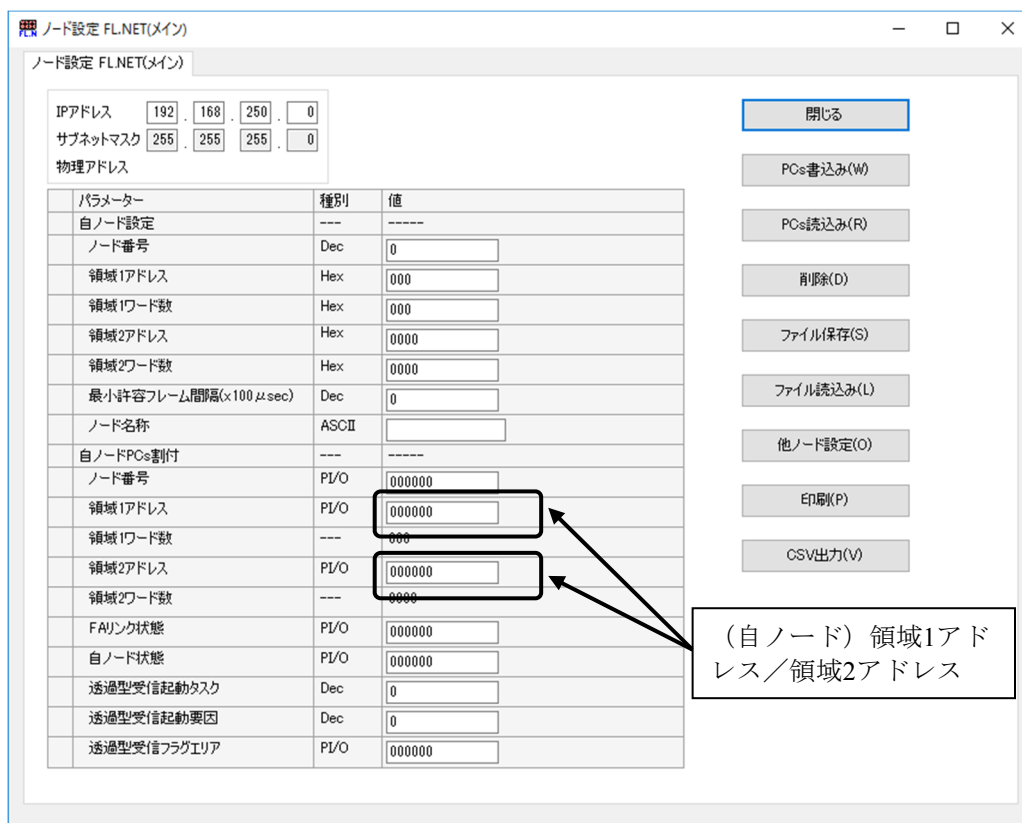 ノード設定 FL.NET(メイン)
ノード設定 FL.NET(メイン)
IPアドレス 192 . 168 . 250 . 0
サブネットマスク 255 . 255 . 255 . 0
物理アドレス
パラメーター 種別 値
自ノード設定 --- -----
ノード番号 Dec 0
領域1アドレス Hex 000
領域1ワード数 Hex 000
領域2アドレス Hex 0000
領域2ワード数 Hex 0000
最小許容フレーム間隔(x100μsec) Dec 0
ノード名称 ASCII
自ノードPCs割付 --- -----
ノード番号 PI/O 000000
領域1アドレス PI/O 000000
領域1ワード数 --- 000
領域2アドレス PI/O 000000
領域2ワード数 --- 0000
FAリンク状態 PI/O 000000
自ノード状態 PI/O 000000
透過型受信起動タスク Dec 0
透過型受信起動要因 Dec 0
透過型受信フラグエリア PI/O 000000
閉じる
PCs書込み(W)
PCs読込み(R)
削除(D)
ファイル保存(S)
ファイル読込み(L)
他ノード設定(O)
印刷(P)
CSV出力(V)
（自ノード）領域1アド
レス／領域2アドレス